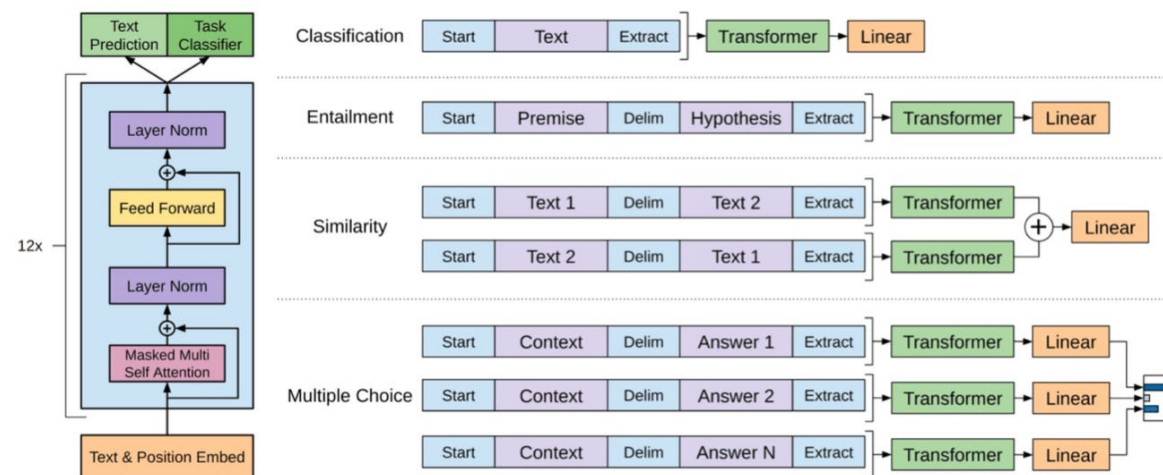 Text
Prediction
Task
Classifier
12x
Layer Norm
Feed Forward
Layer Norm
Masked Multi
Self Attention
Text & Position Embed
Classification
Start Text Extract
Transformer
Linear
Entailment
Start Premise Delim Hypothesis Extract
Transformer
Linear
Similarity
Start Text 1 Delim Text 2 Extract
Transformer
Start Text 2 Delim Text 1 Extract
Transformer
Linear
Multiple Choice
Start Context Delim Answer 1 Extract
Transformer
Linear
Start Context Delim Answer 2 Extract
Transformer
Linear
Start Context Delim Answer N Extract
Transformer
Linear